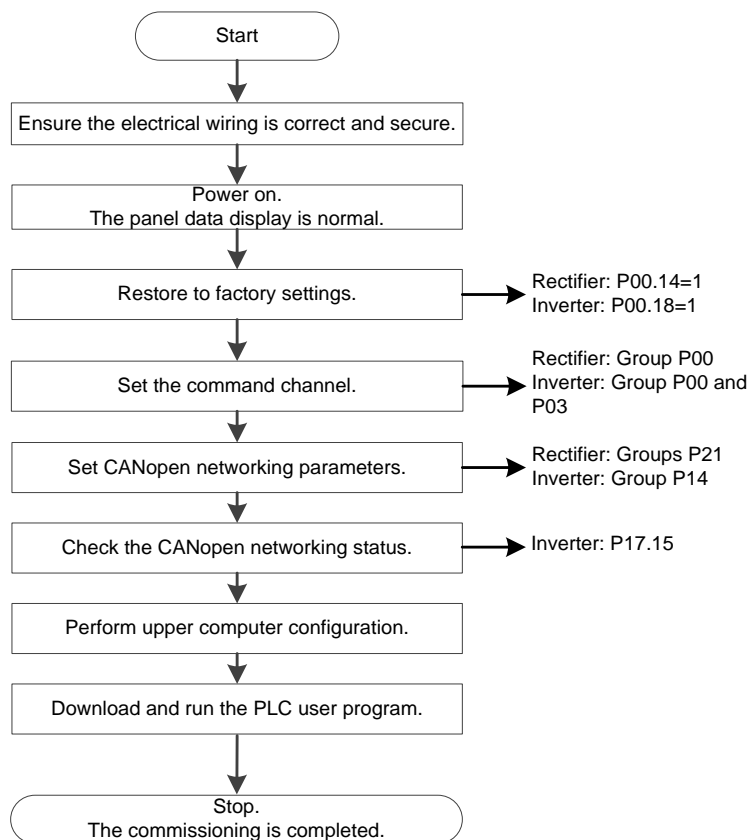 Start
Ensure the electrical wiring is correct and secure.
Power on.
The panel data display is normal.
Restore to factory settings.
Rectifier: P00.14=1
Inverter: P00.18=1
Set the command channel.
Rectifier: Group P00
Inverter: Group P00 and
P03
Set CANopen networking parameters.
Rectifier: Groups P21
Inverter: Group P14
Check the CANopen networking status.
Inverter: P17.15
Perform upper computer configuration.
Download and run the PLC user program.
Stop.
The commissioning is completed.